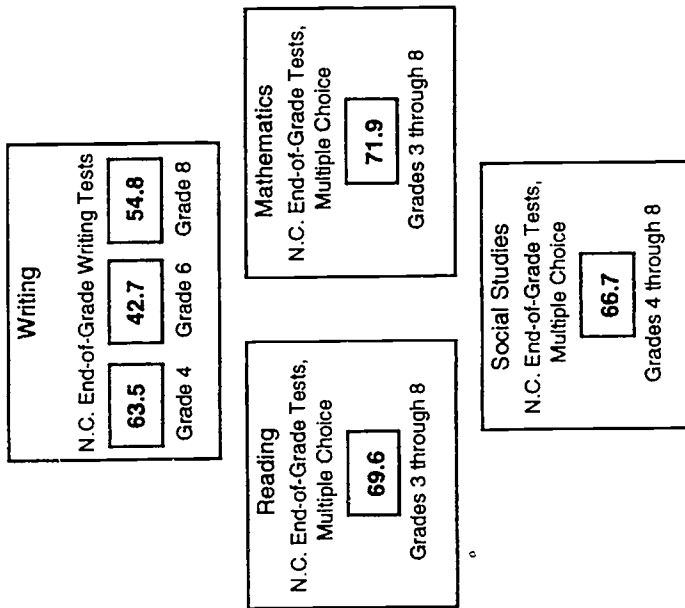 Writing
N.C. End-of-Grade Writing Tests
63.5 42.7 54.8
Grade 4 Grade 6 Grade 8
Reading
N.C. End-of-Grade Tests,
Multiple Choice
69.6
Grades 3 through 8
Mathematics
N.C. End-of-Grade Tests,
Multiple Choice
71.9
Grades 3 through 8
Social Studies
N.C. End-of-Grade Tests,
Multiple Choice
66.7
Grades 4 through 8